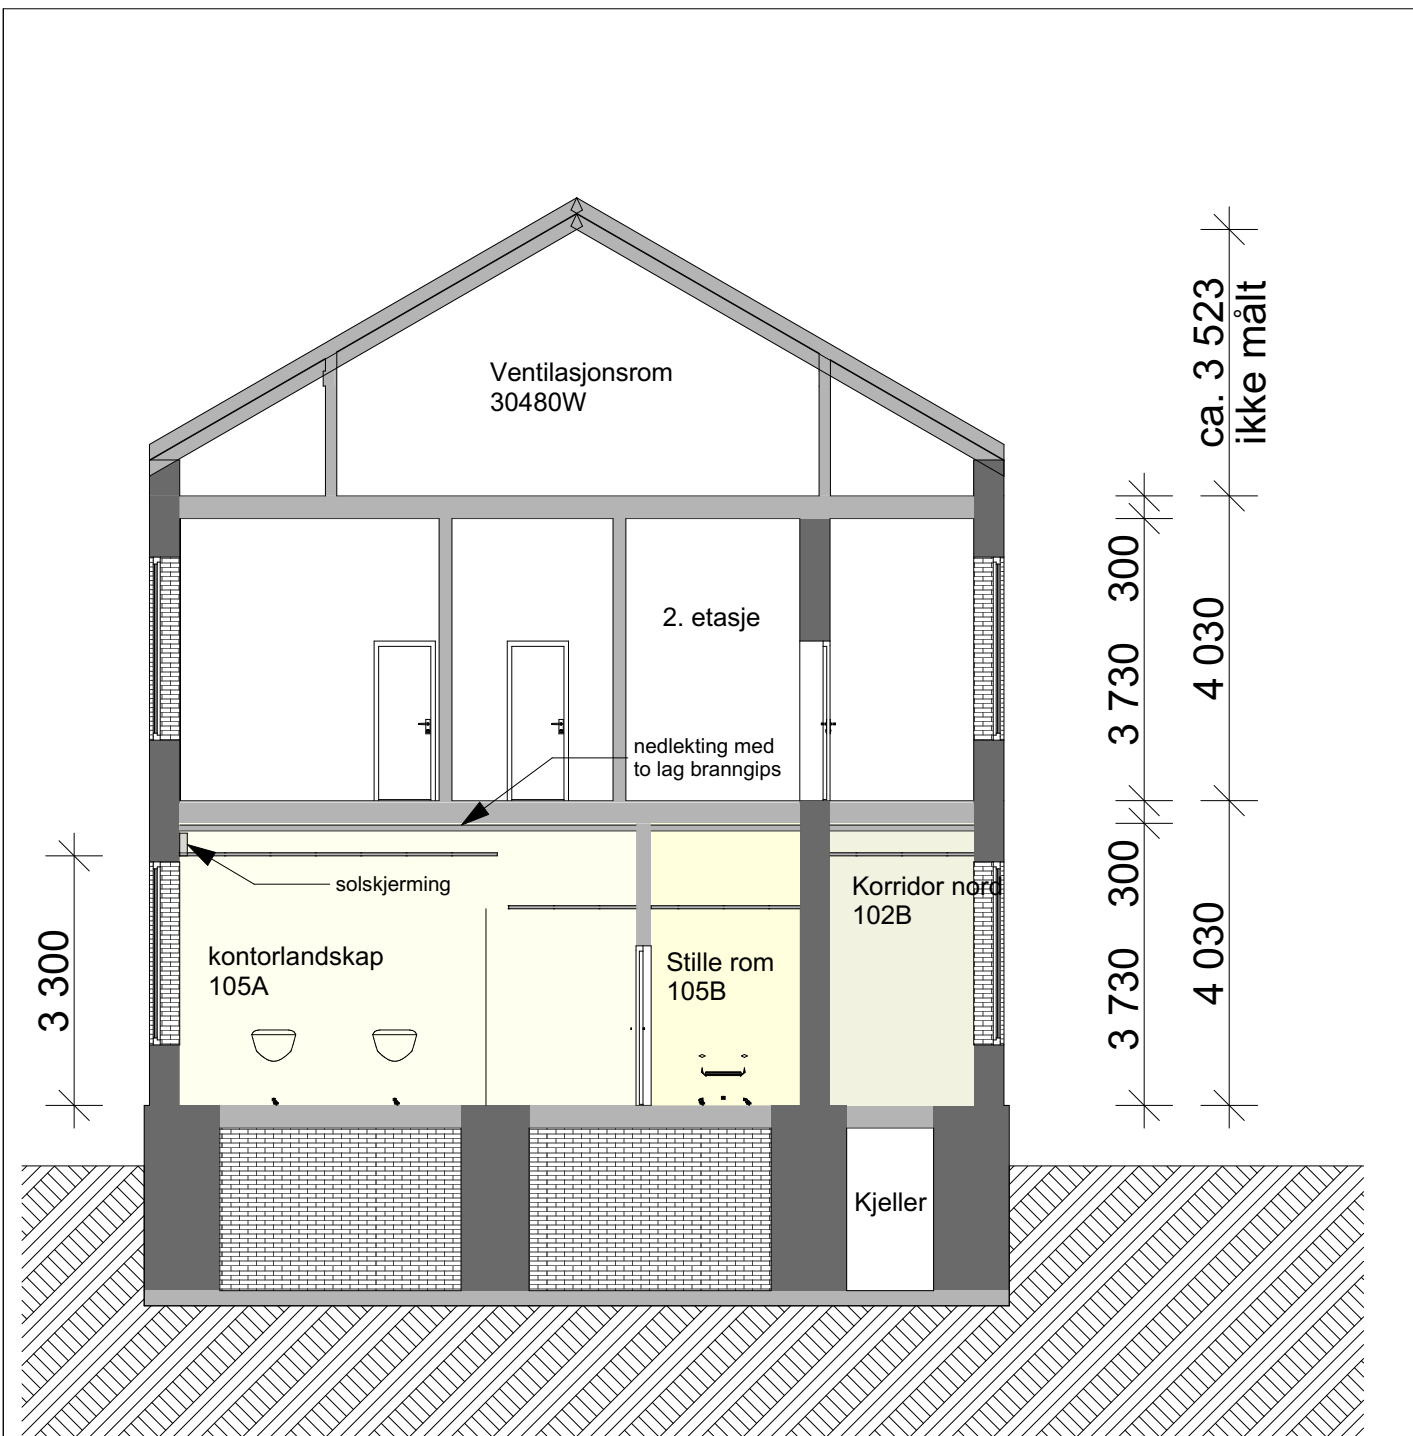 Ventilasjonsrom
30480W
ca. 3 523
ikke målt
2. etasje
300
3 730
4 030
nedlekting med
to lag branngips
solskjerming
Korridor nord
102B
kontorlandskap
105A
Stille rom
105B
3 300
300
3 730
4 030
Kjeller